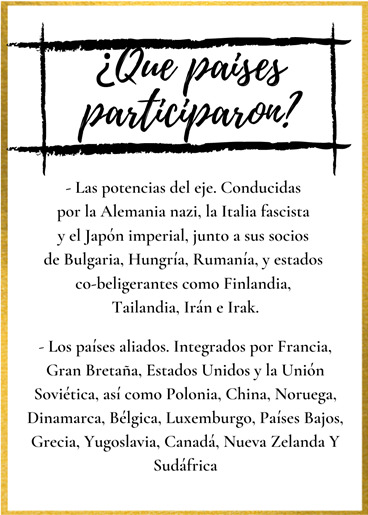 ¿Que países
participaron?
- Las potencias del eje. Conducidas
por la Alemania nazi, la Italia fascista
y el Japón imperial, junto a sus socios
de Bulgaria, Hungría, Rumanía, y estados
co-beligerantes como Finlandia,
Tailandia, Irán e Irak.
- Los países aliados. Integrados por Francia,
Gran Bretaña, Estados Unidos y la Unión
Soviética, así como Polonia, China, Noruega,
Dinamarca, Bélgica, Luxemburgo, Países Bajos,
Grecia, Yugoslavia, Canadá, Nueva Zelanda Y
Sudáfrica